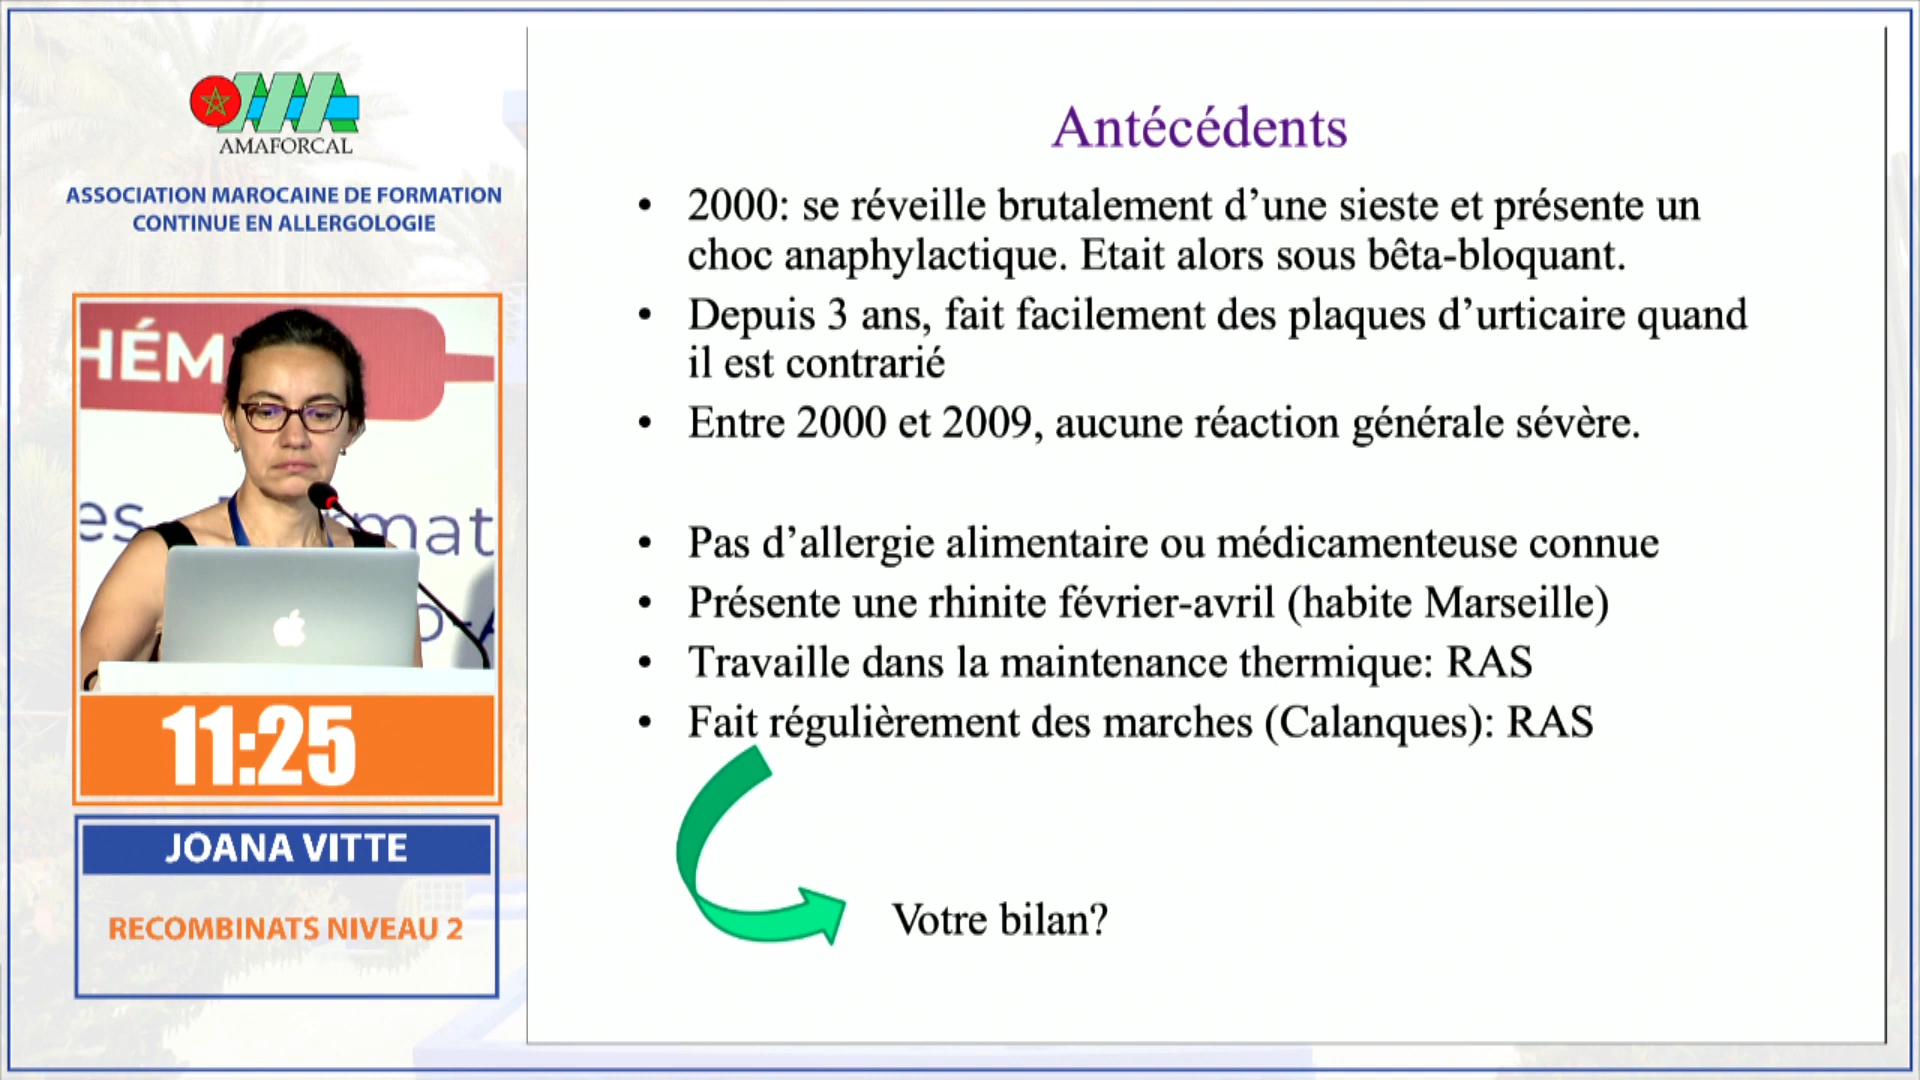 AMAFORCAL
ASSOCIATION MAROCAINE DE FORMATION
CONTINUE EN ALLERGOLOGIE
HÉM
es
mat
11:25
JOANA VITTE
RECOMBINATS NIVEAU 2
Antécédents
• 2000: se réveille brutalement d’une sieste et présente un
choc anaphylactique. Etait alors sous bêta-bloquant.
• Depuis 3 ans, fait facilement des plaques d’urticaire quand
il est contrarié
• Entre 2000 et 2009, aucune réaction générale sévère.
• Pas d’allergie alimentaire ou médicamenteuse connue
• Présente une rhinite février-avril (habite Marseille)
• Travaille dans la maintenance thermique: RAS
• Fait régulièrement des marches (Calanques): RAS
Votre bilan?